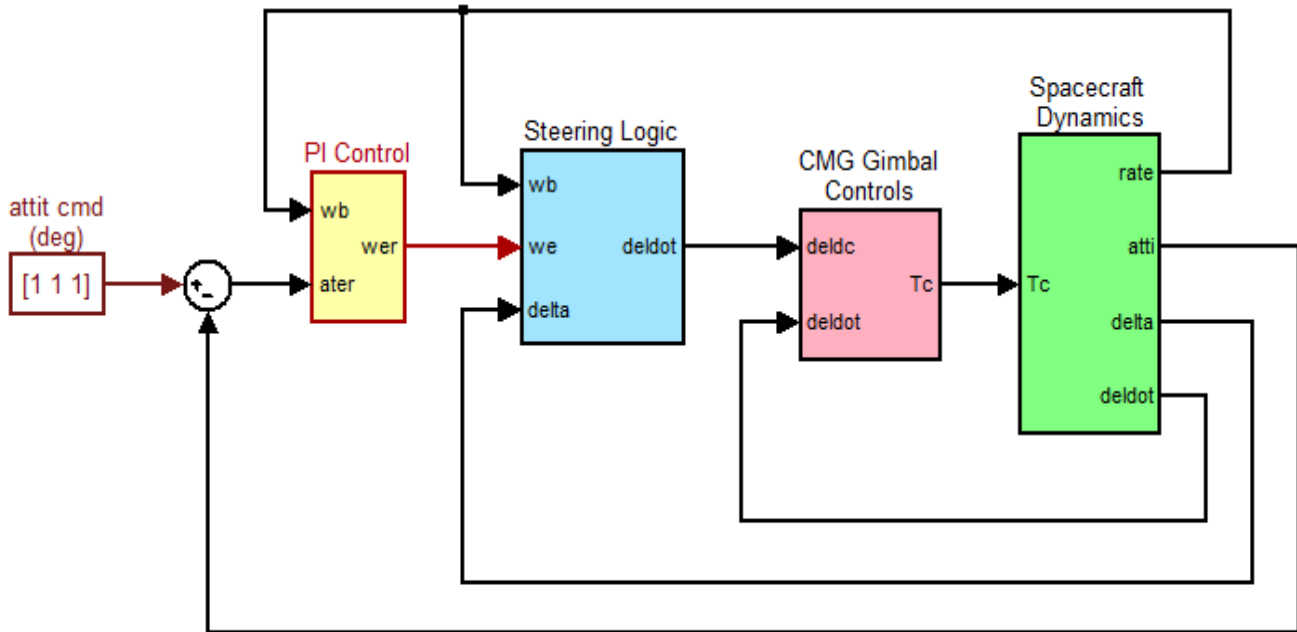 Spacecraft
Dynamics
Steering Logic
PI Control
CMG Gimbal
Controls
attit cmd
(deg)
[1 1 1]
+
-
wb
wer
ater
wb
we
deldot
delta
deldc
Tc
deldot
rate
atti
Tc
delta
deldot